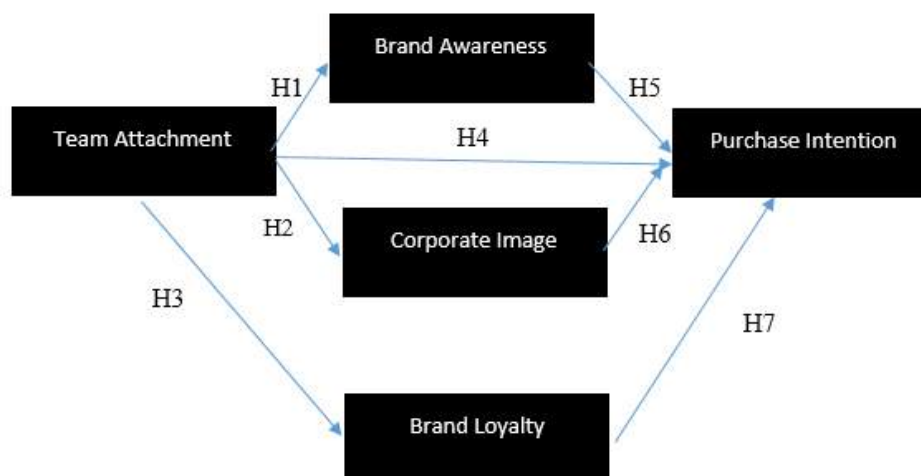 Brand Awareness
H1
H5
Team Attachment
H4
Purchase Intention
H2
Corporate Image
H6
H3
H7
Brand Loyalty